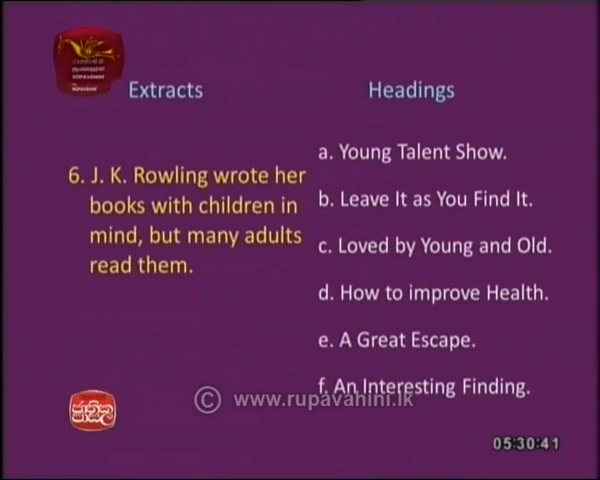 Extracts
Headings
6. J. K. Rowling wrote her
books with children in
mind, but many adults
read them.
a. Young Talent Show.
b. Leave It as You Find It.
c. Loved by Young and Old.
d. How to improve Health.
e. A Great Escape.
f. An Interesting Finding.
© www.rupavahini.lk
05:30:41